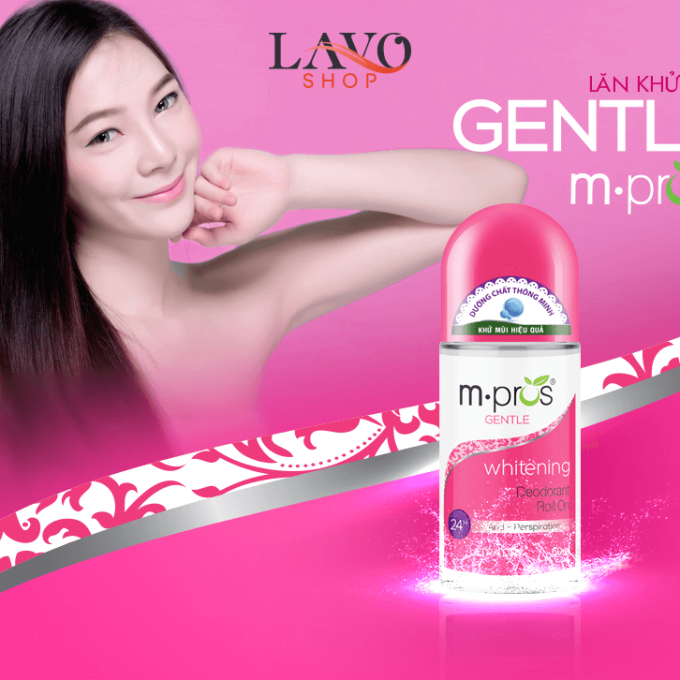 LAVO
SHOP
LĂN KHỬ
GENTL
m·pros
DƯỠNG CHẤT THÔNG MINH
KHỬ MÙI HIỆU QUẢ
m·pros®
GENTLE
whitening
Deodorant
Roll On
24H
Anti - Perspiration